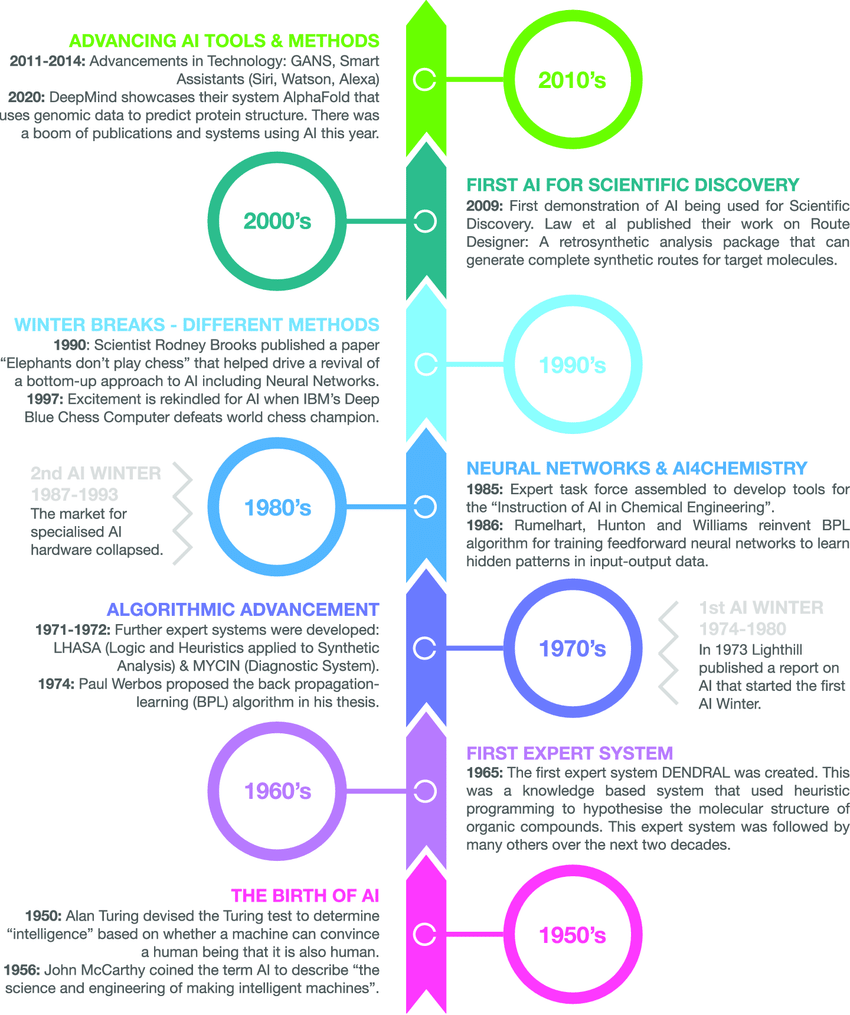 ADVANCING AI TOOLS & METHODS
2011-2014: Advancements in Technology: GANS, Smart
Assistants (Siri, Watson, Alexa)
2020: DeepMind showcases their system AlphaFold that
uses genomic data to predict protein structure. There was
a boom of publications and systems using AI this year.
2010’s
2000’s
FIRST AI FOR SCIENTIFIC DISCOVERY
2009: First demonstration of AI being used for Scientific
Discovery. Law et al published their work on Route
Designer: A retrosynthetic analysis package that can
generate complete synthetic routes for target molecules.
WINTER BREAKS - DIFFERENT METHODS
1990: Scientist Rodney Brooks published a paper
“Elephants don’t play chess” that helped drive a revival of
a bottom-up approach to AI including Neural Networks.
1997: Excitement is rekindled for AI when IBM’s Deep
Blue Chess Computer defeats world chess champion.
1990’s
2nd AI WINTER
1987-1993
The market for
specialised AI
hardware collapsed.
1980’s
NEURAL NETWORKS & AI4CHEMISTRY
1985: Expert task force assembled to develop tools for
the “Instruction of AI in Chemical Engineering”.
1986: Rumelhart, Hunton and Williams reinvent BPL
algorithm for training feedforward neural networks to learn
hidden patterns in input-output data.
ALGORITHMIC ADVANCEMENT
1971-1972: Further expert systems were developed:
LHASA (Logic and Heuristics applied to Synthetic
Analysis) & MYCIN (Diagnostic System).
1974: Paul Werbos proposed the back propagation-
learning (BPL) algorithm in his thesis.
1970’s
1st AI WINTER
1974-1980
In 1973 Lighthill
published a report on
AI that started the first
AI Winter.
1960’s
FIRST EXPERT SYSTEM
1965: The first expert system DENDRAL was created. This
was a knowledge based system that used heuristic
programming to hypothesise the molecular structure of
organic compounds. This expert system was followed by
many others over the next two decades.
THE BIRTH OF AI
1950: Alan Turing devised the Turing test to determine
“intelligence” based on whether a machine can convince
a human being that it is also human.
1956: John McCarthy coined the term AI to describe “the
science and engineering of making intelligent machines”.
1950’s